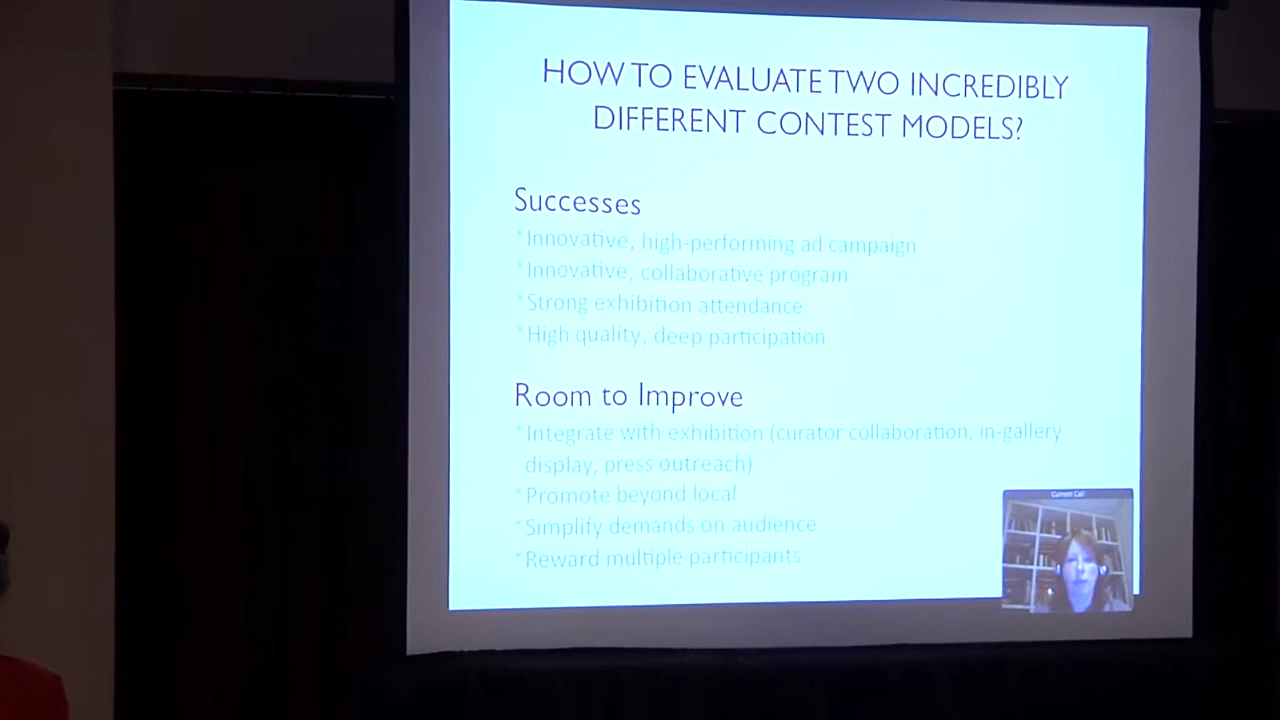 HOW TO EVALUATE TWO INCREDIBLY
DIFFERENT CONTEST MODELS?
Successes
*Innovative, high-performing ad campaign
*Innovative, collaborative program
*Strong exhibition attendance
*High quality, deep participation
Room to Improve
*Integrate with exhibition (curator collaboration, in-gallery
display, press outreach)
*Promote beyond local
*Simplify demands on audience
*Reward multiple participants
Current Call